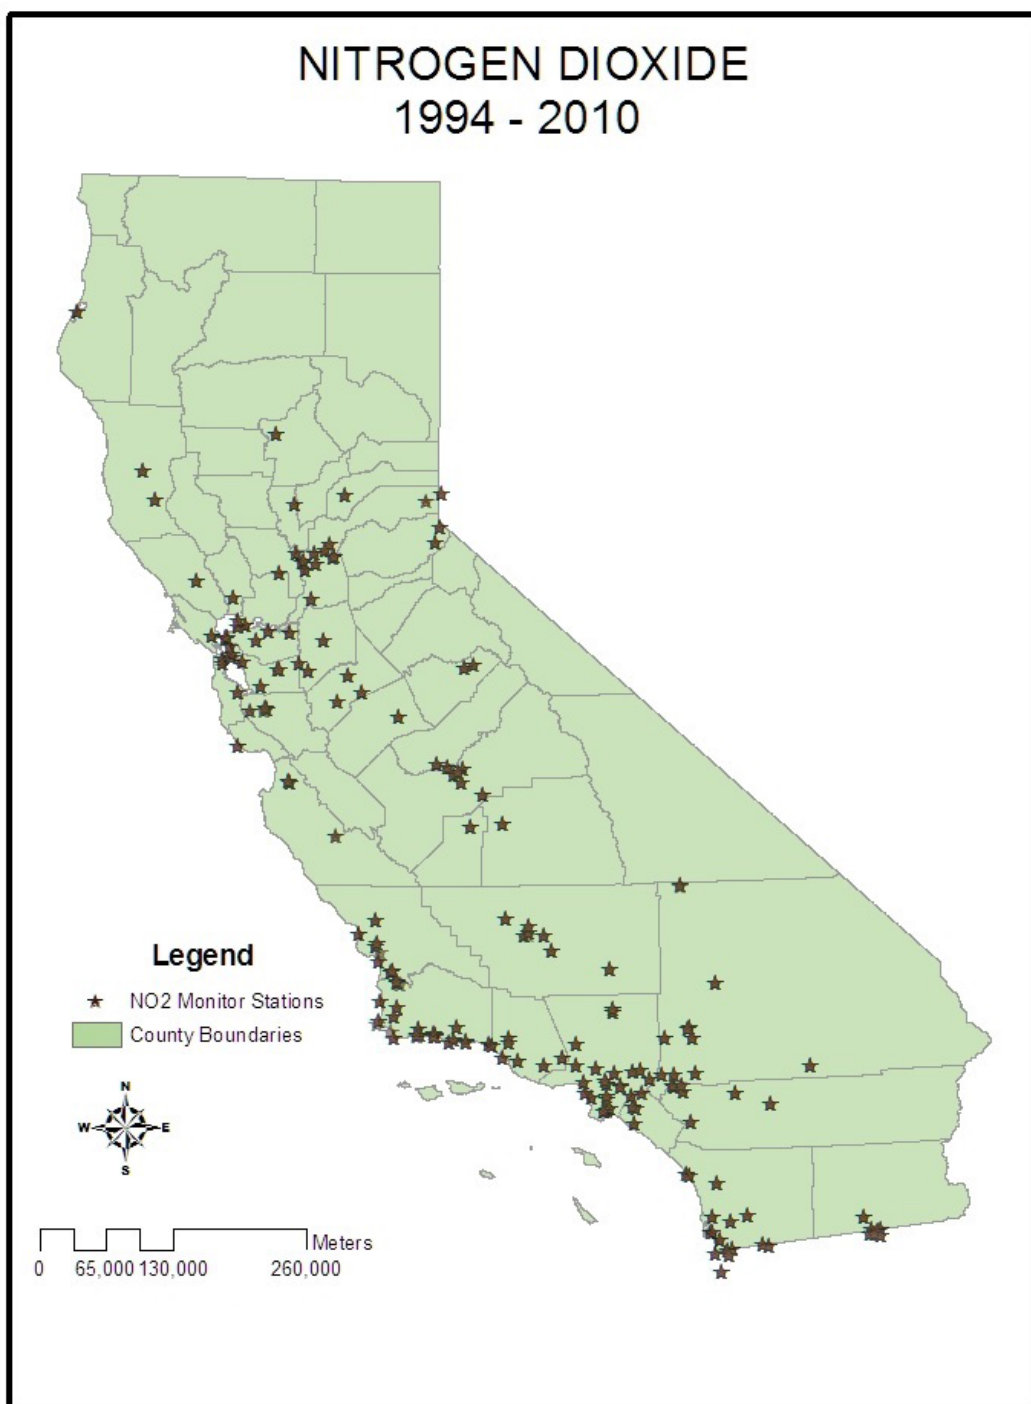 NITROGEN DIOXIDE
1994 - 2010
Legend
NO2 Monitor Stations
County Boundaries
N
W E
S
Meters
0 65,000 130,000 260,000